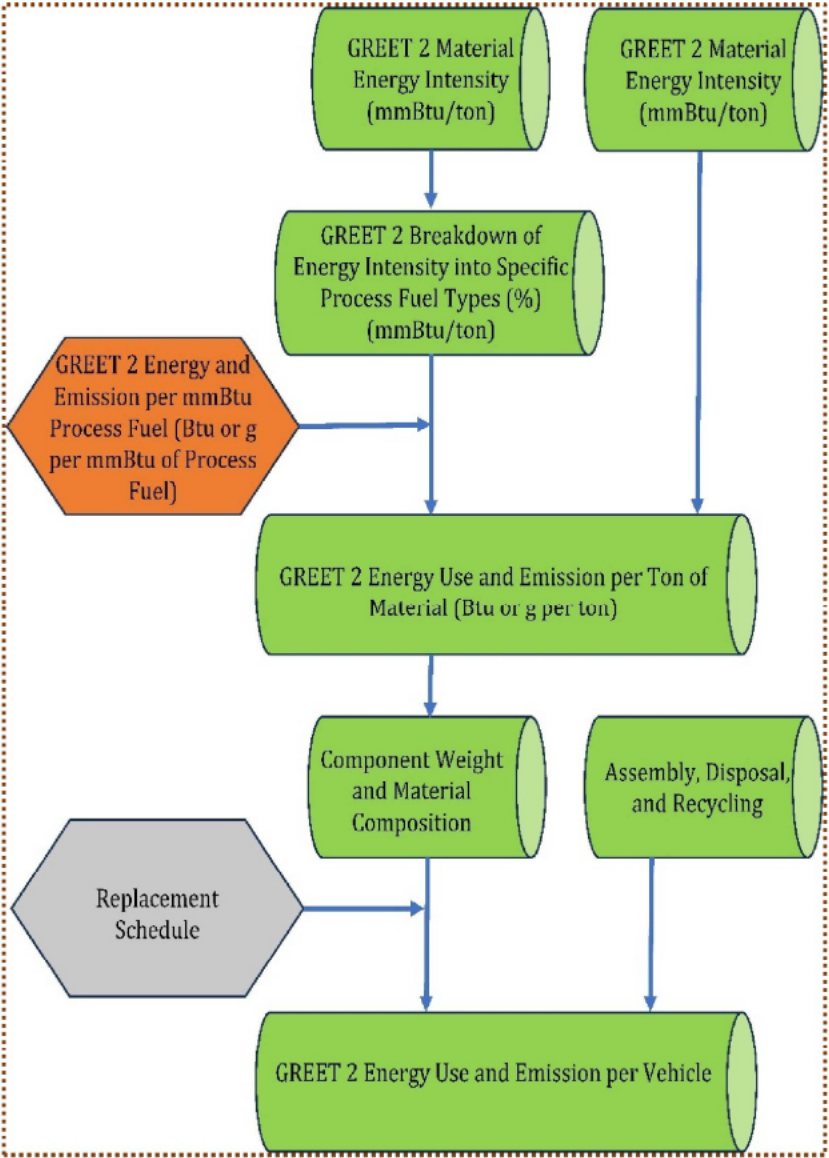 GREET 2 Material
Energy Intensity
(mmBtu/ton)
GREET 2 Material
Energy Intensity
(mmBtu/ton)
GREET 2 Breakdown of
Energy Intensity into Specific
Process Fuel Types (%)
(mmBtu/ton)
GREET 2 Energy and
Emission per mmBtu
Process Fuel (Btu or g
per mmBtu of Process
Fuel)
GREET 2 Energy Use and Emission per Ton of
Material (Btu or g per ton)
Component Weight
and Material
Composition
Assembly, Disposal,
and Recycling
Replacement
Schedule
GREET 2 Energy Use and Emission per Vehicle